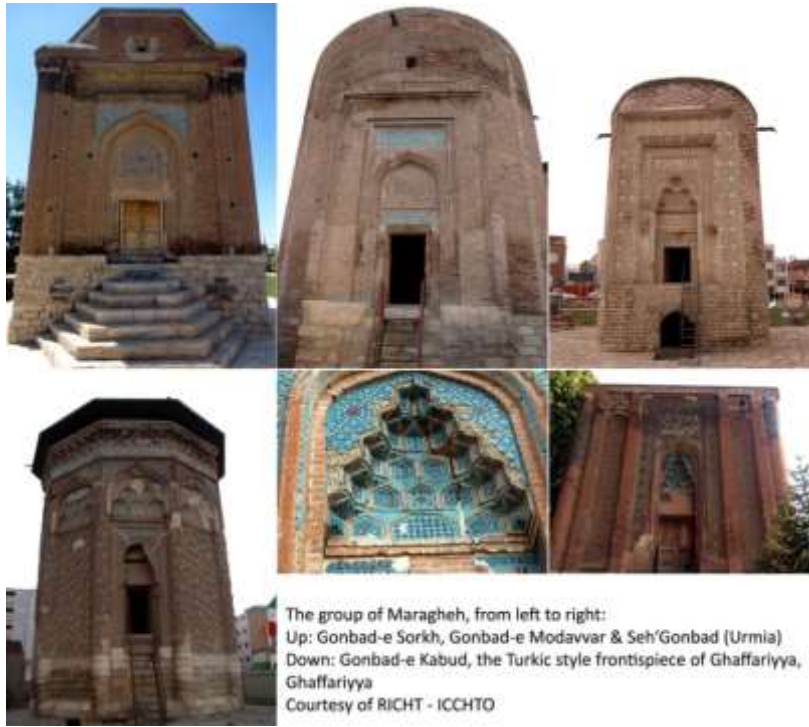 The group of Maragheh, from left to right:
Up: Gonbad-e Sorkh, Gonbad-e Modavvar & Seh'Gonbad (Urmia)
Down: Gonbad-e Kabud, the Turkic style frontispiece of Ghaffariyya,
Ghaffariyya
Courtesy of RICHT - ICCHTO